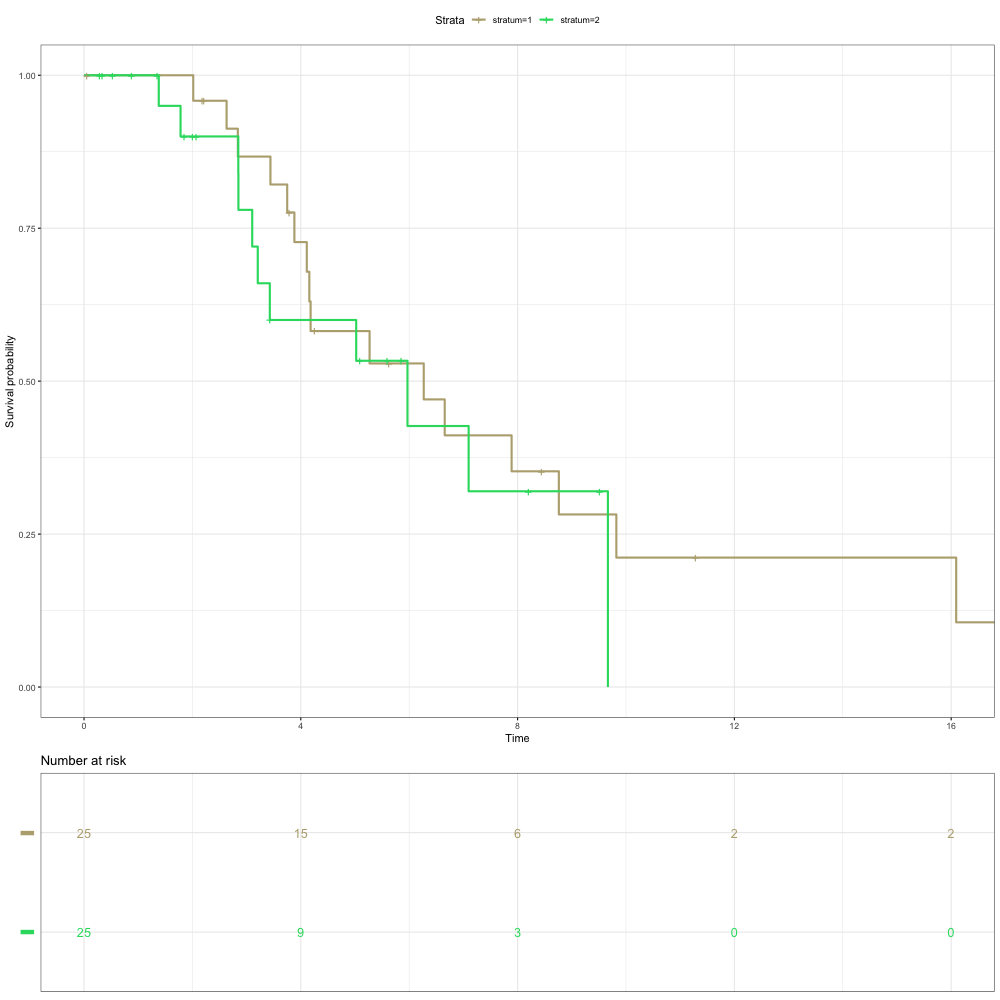 Strata stratum=1 stratum=2
1.00
0.75
0.50
0.25
0.00
Survival probability
0 4 8 12 16
Time
Number at risk
25 15 6 2 2
25 9 3 0 0